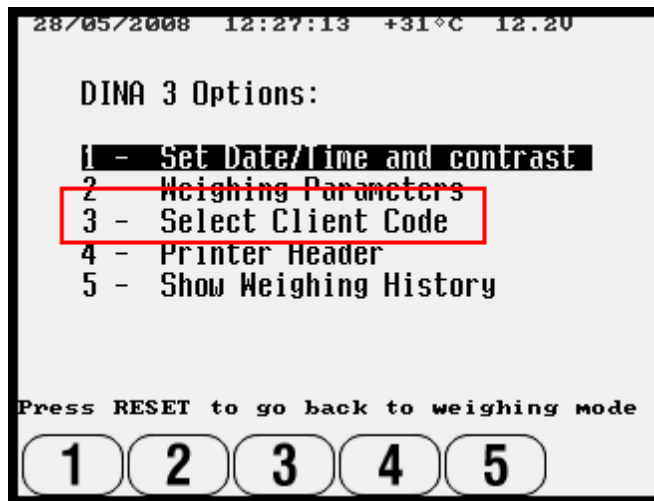 28/05/2008 12:27:13 +31°C 12.2V
DINA 3 Options:
1 - Set Date/Time and contrast
2 - Weighing Parameters
3 - Select Client Code
4 - Printer Header
5 - Show Weighing History
Press RESET to go back to weighing mode
1 2 3 4 5